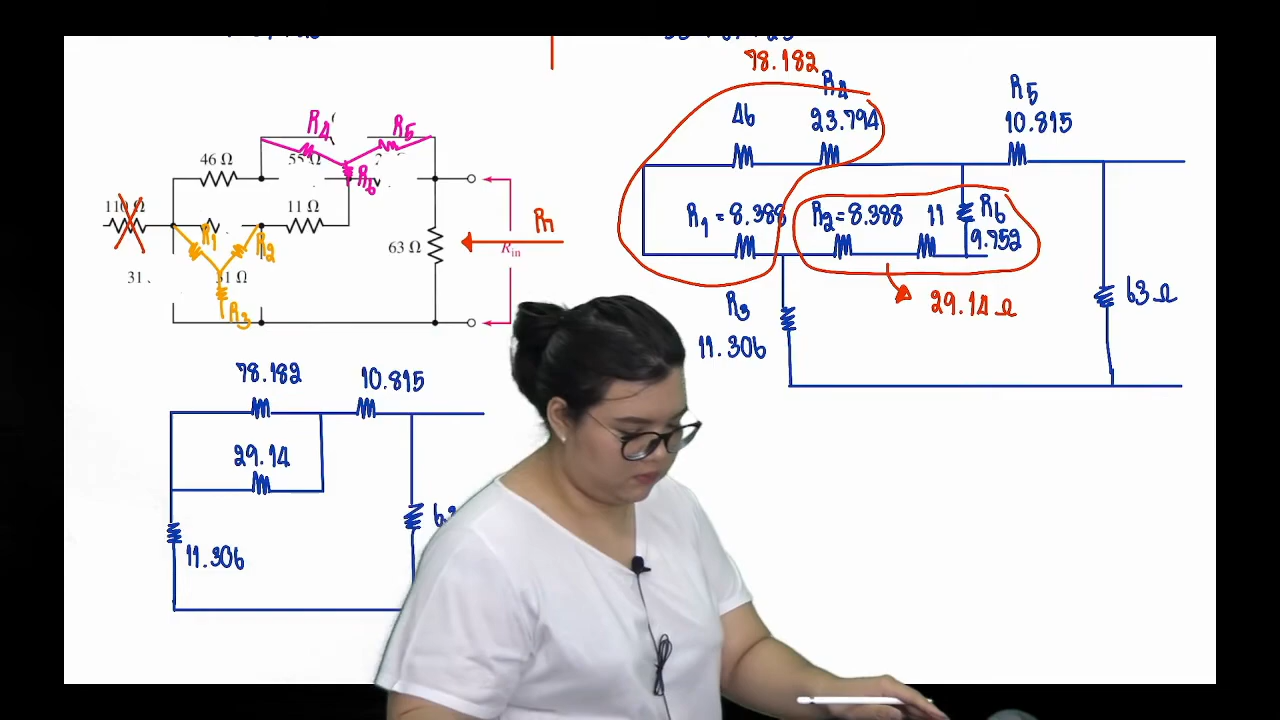 78.182
R4
R5
46
23.794
10.815
R4
R5
46 Ω
55 Ω
R6
110 Ω
11 Ω
R1
R2
Rп
63 Ω
Rin
31
31 Ω
R3
R1 = 8.388
R2 = 8.388
11
R6
9.752
R3
11.306
29.14 Ω
63 Ω
78.182
10.815
29.14
11.306